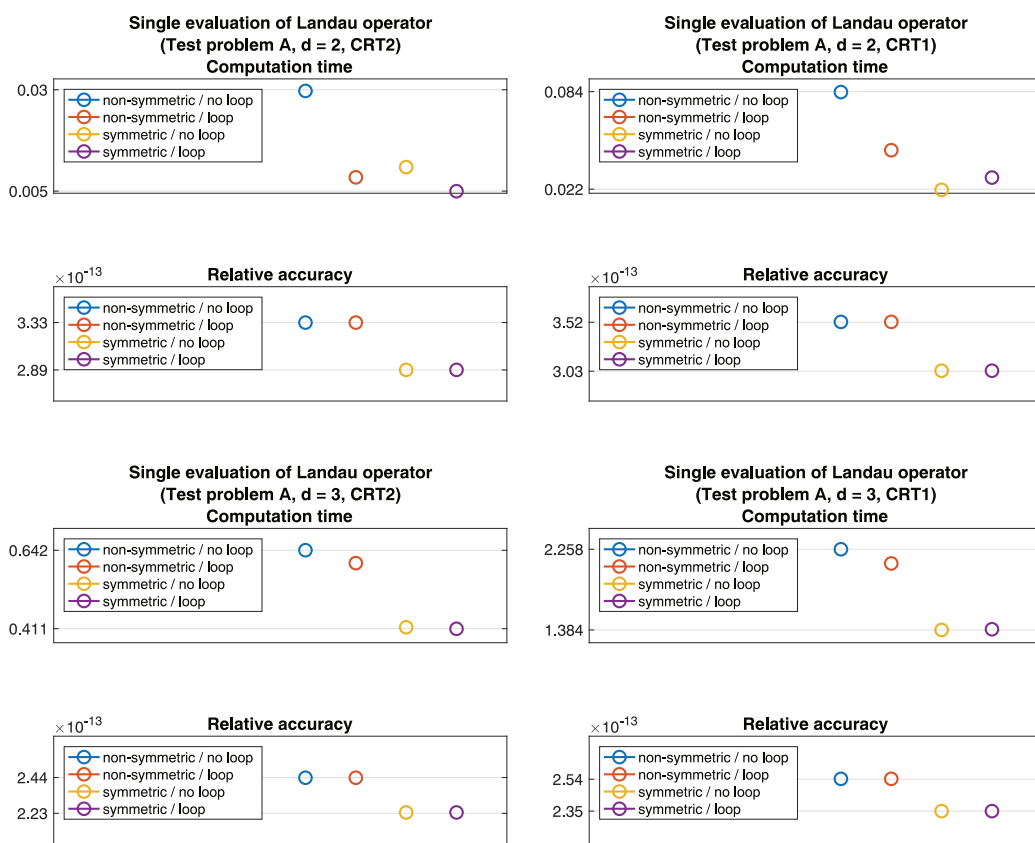 Single evaluation of Landau operator
(Test problem A, d = 2, CRT2)
Computation time
0.03
0.005
non-symmetric / no loop
non-symmetric / loop
symmetric / no loop
symmetric / loop
Single evaluation of Landau operator
(Test problem A, d = 2, CRT1)
Computation time
0.084
0.022
non-symmetric / no loop
non-symmetric / loop
symmetric / no loop
symmetric / loop
×10⁻¹³
Relative accuracy
3.33
2.89
non-symmetric / no loop
non-symmetric / loop
symmetric / no loop
symmetric / loop
×10⁻¹³
Relative accuracy
3.52
3.03
non-symmetric / no loop
non-symmetric / loop
symmetric / no loop
symmetric / loop
Single evaluation of Landau operator
(Test problem A, d = 3, CRT2)
Computation time
0.642
0.411
non-symmetric / no loop
non-symmetric / loop
symmetric / no loop
symmetric / loop
Single evaluation of Landau operator
(Test problem A, d = 3, CRT1)
Computation time
2.258
1.384
non-symmetric / no loop
non-symmetric / loop
symmetric / no loop
symmetric / loop
×10⁻¹³
Relative accuracy
2.44
2.23
non-symmetric / no loop
non-symmetric / loop
symmetric / no loop
symmetric / loop
×10⁻¹³
Relative accuracy
2.54
2.35
non-symmetric / no loop
non-symmetric / loop
symmetric / no loop
symmetric / loop